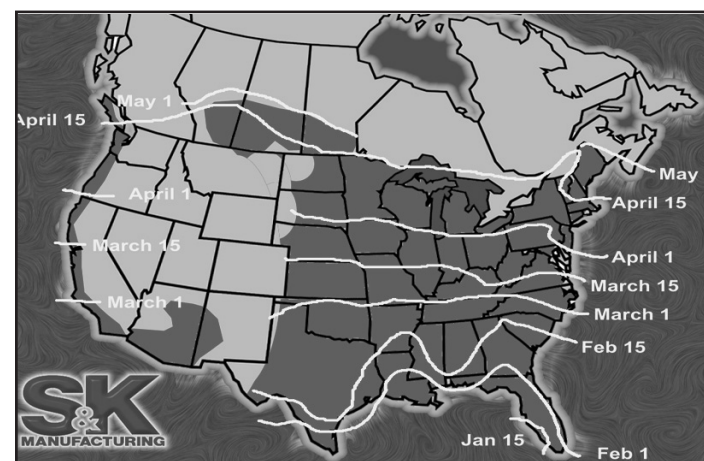 May 1
April 15
May
April 15
April 1
April 1
March 15
March 15
March 1
March 1
Feb 15
S&K
MANUFACTURING
Jan 15
Feb 1